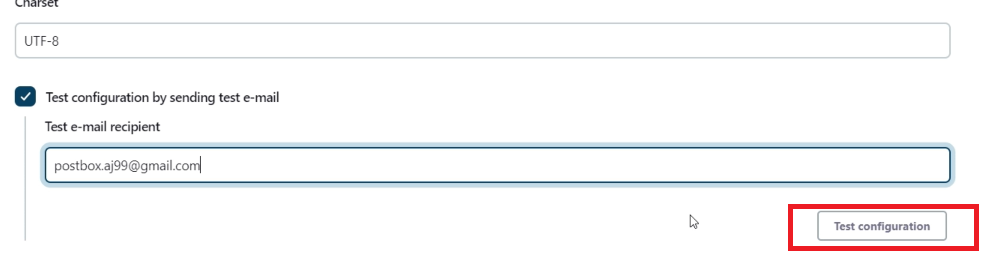 Charset
UTF-8
Test configuration by sending test e-mail
Test e-mail recipient
postbox.aj99@gmail.com
Test configuration